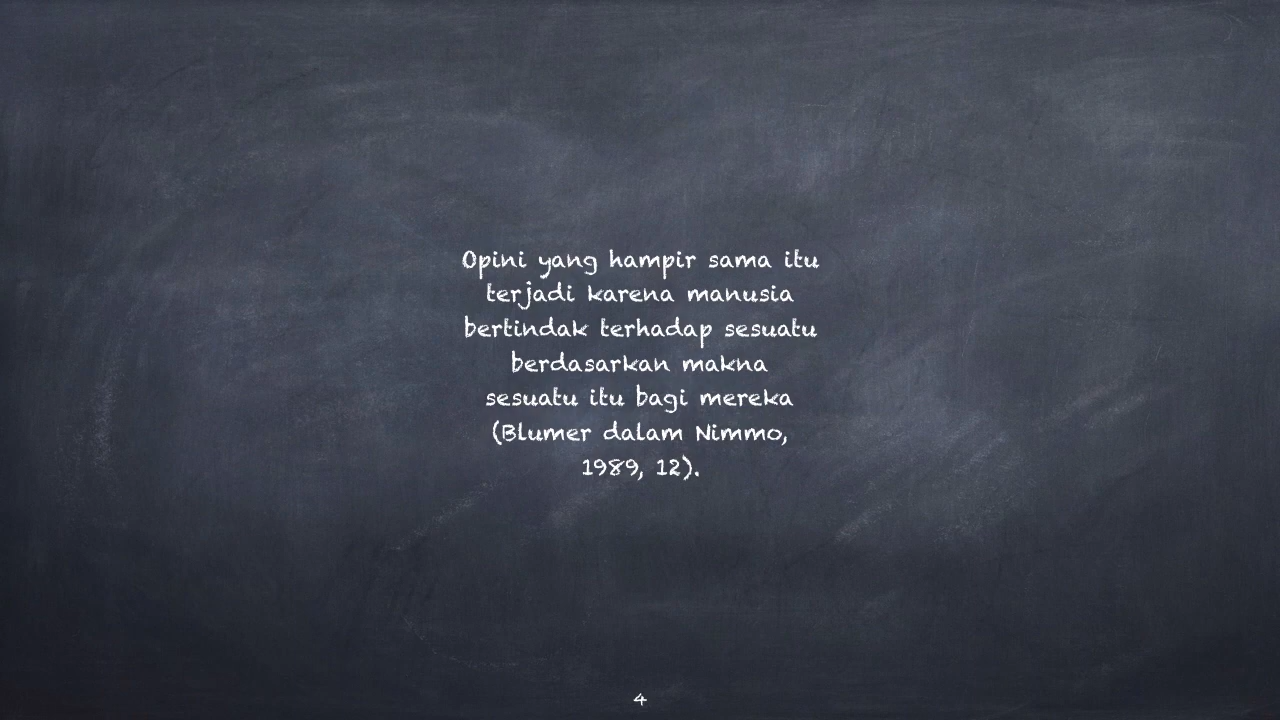 Opini yang hampir sama itu
terjadi karena manusia
bertindak terhadap sesuatu
berdasarkan makna
sesuatu itu bagi mereka
(Blumer dalam Nimmo,
1989, 12).
4